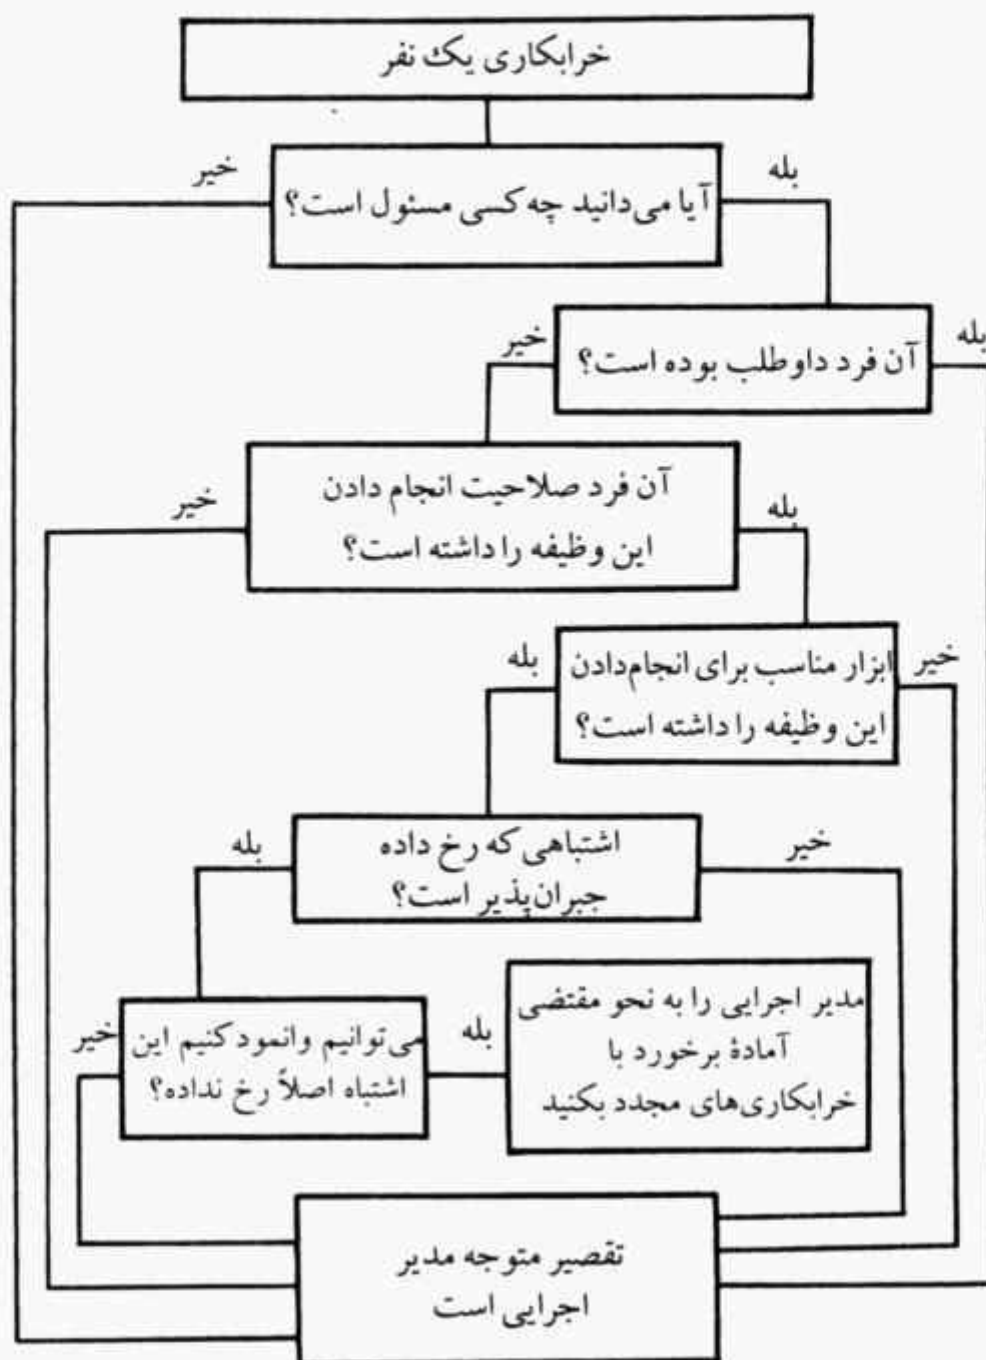 خرابکاری یک نفر
خیر
بله
آیا می‌دانید چه کسی مسئول است؟
بله
خیر
آن فرد داوطلب بوده است؟
آن فرد صلاحیت انجام دادن
خیر
بله
این وظیفه را داشته است؟
ابزار مناسب برای انجام‌دادن
خیر
بله
این وظیفه را داشته است؟
اشتباهی که رخ داده
خیر
بله
جبران‌پذیر است؟
مدیر اجرایی را به نحو مقتضی
آمادهٔ برخورد با
خرابکاری‌های مجدد بکنید
بله
می‌توانیم وانمود کنیم این
خیر
اشتباه اصلاً رخ نداده؟
تقصیر متوجه مدیر
اجرایی است